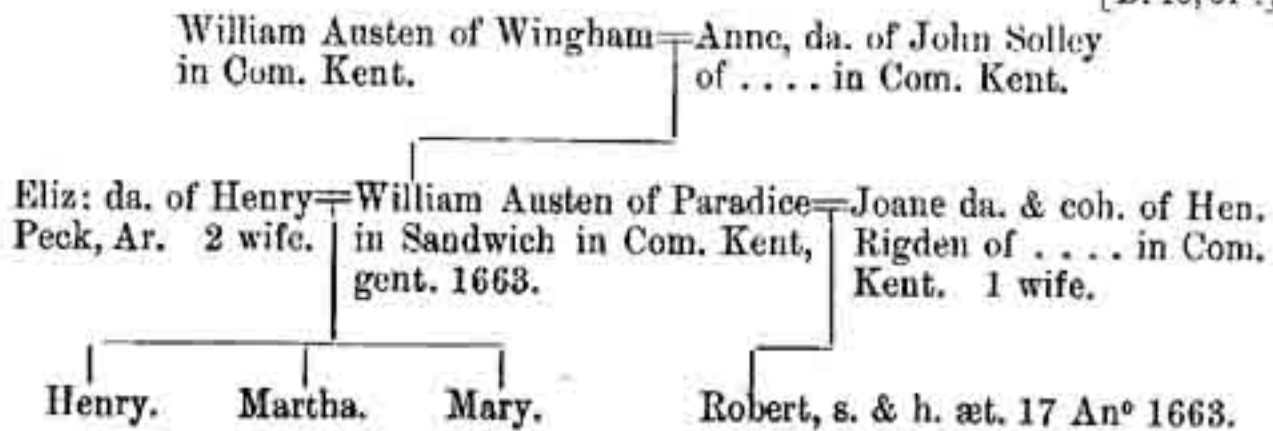 William Austen of Wingham=Anne, da. of John Solley
in Com. Kent. of .... in Com. Kent.
Eliz: da. of Henry=William Austen of Paradice=Joane da. & coh. of Hen.
Peck, Ar. 2 wife. in Sandwich in Com. Kent, Rigden of .... in Com.
gent. 1663. Kent. 1 wife.
Henry. Martha. Mary. Robert, s. & h. æt. 17 Anº 1663.